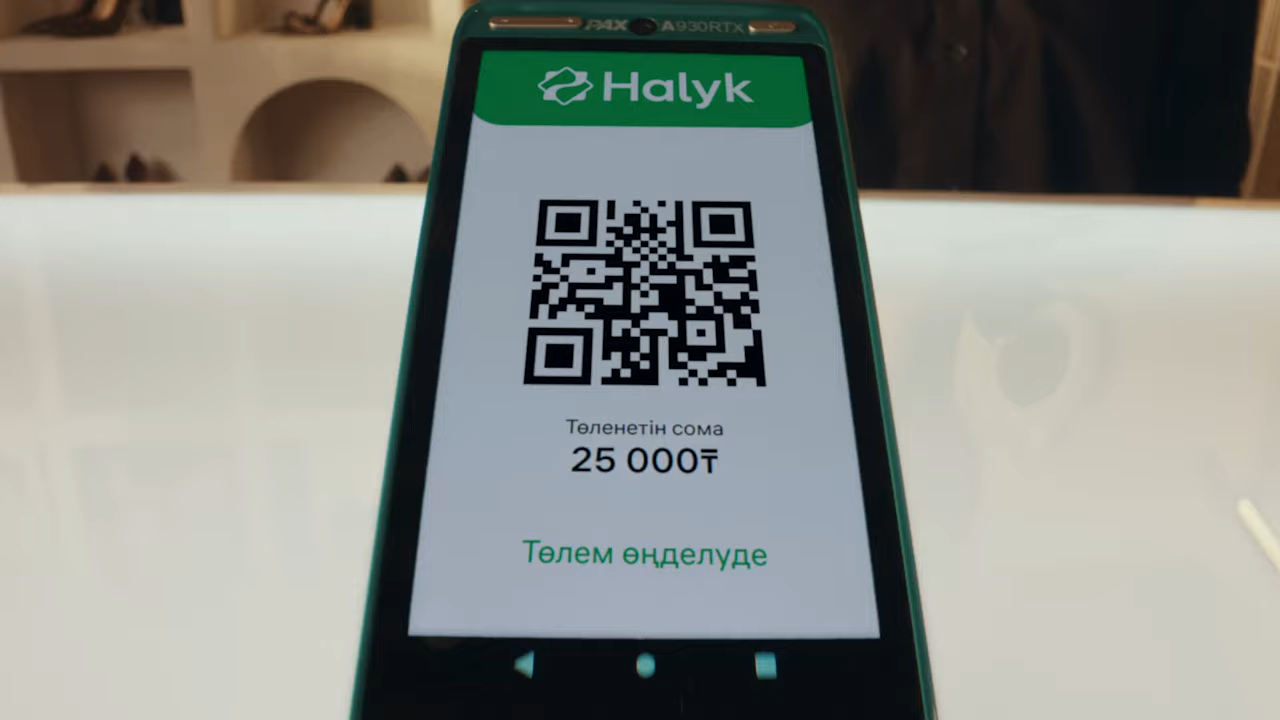 PAX A930RTX
Halyk
Төленетін сома
25 000₸
Төлем өңделуде